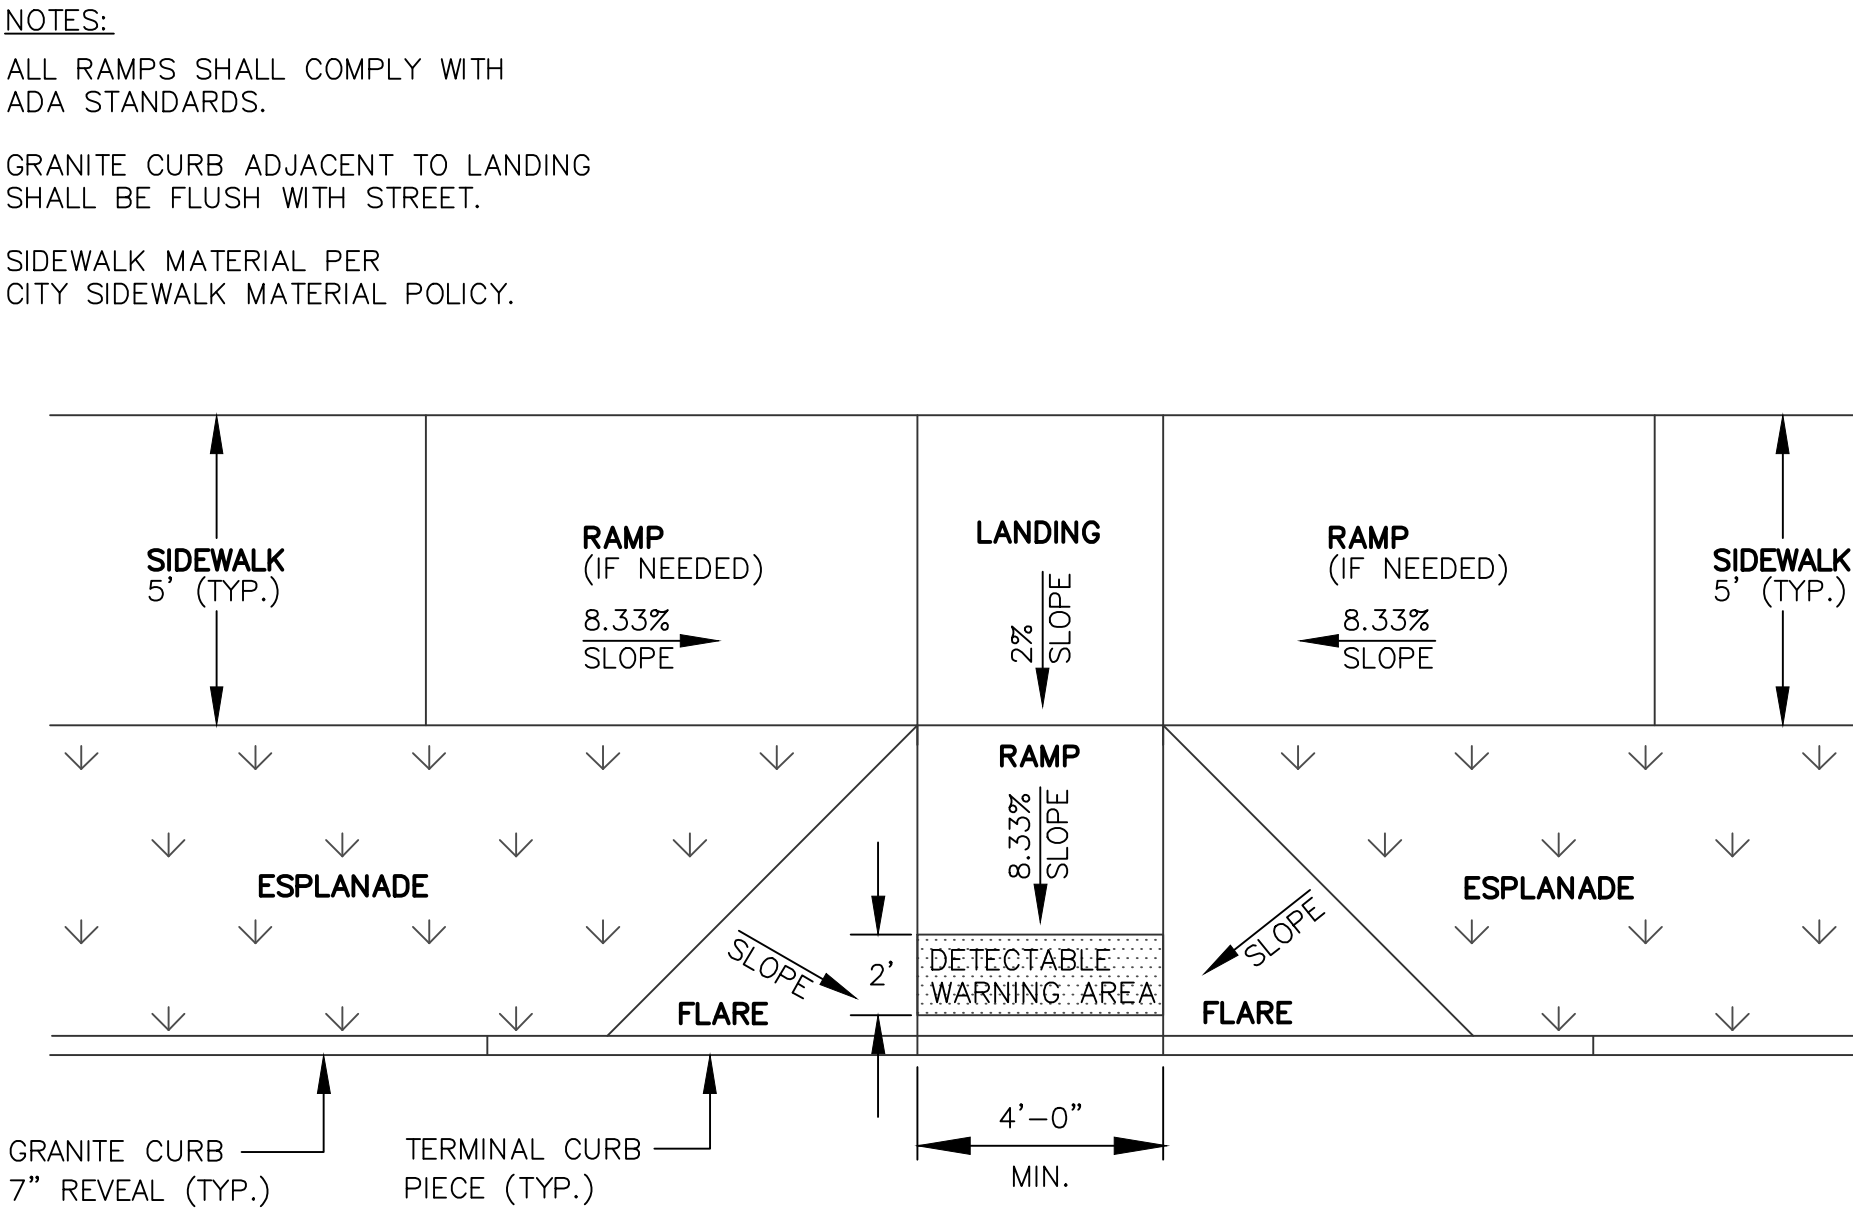 NOTES:
ALL RAMPS SHALL COMPLY WITH
ADA STANDARDS.
GRANITE CURB ADJACENT TO LANDING
SHALL BE FLUSH WITH STREET.
SIDEWALK MATERIAL PER
CITY SIDEWALK MATERIAL POLICY.
SIDEWALK
5' (TYP.)
RAMP
(IF NEEDED)
8.33%
SLOPE
LANDING
2%
SLOPE
RAMP
(IF NEEDED)
8.33%
SLOPE
SIDEWALK
5' (TYP.)
ESPLANADE
SLOPE
FLARE
2'
RAMP
8.33%
SLOPE
DETECTABLE
WARNING AREA
SLOPE
FLARE
ESPLANADE
GRANITE CURB
7” REVEAL (TYP.)
TERMINAL CURB
PIECE (TYP.)
4'-0”
MIN.